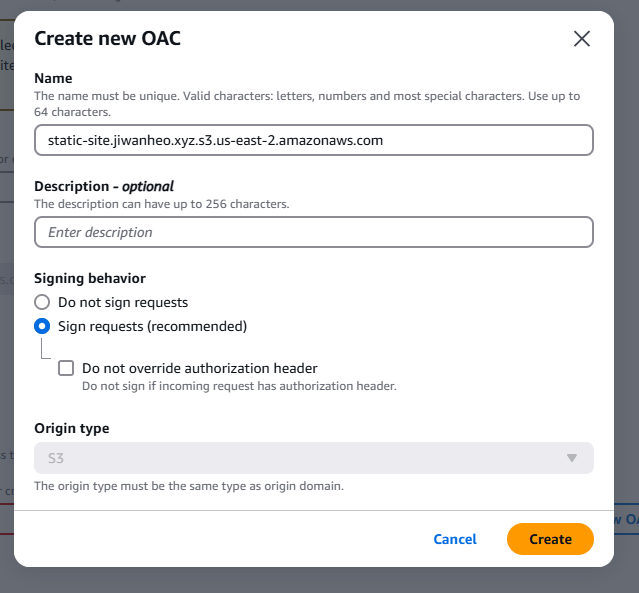 Create new OAC
Name
The name must be unique. Valid characters: letters, numbers and most special characters. Use up to
64 characters.
static-site.jiwanheo.xyz.s3.us-east-2.amazonaws.com
Description - optional
The description can have up to 256 characters.
Enter description
Signing behavior
Do not sign requests
Sign requests (recommended)
Do not override authorization header
Do not sign if incoming request has authorization header.
Origin type
S3
The origin type must be the same type as origin domain.
Cancel
Create